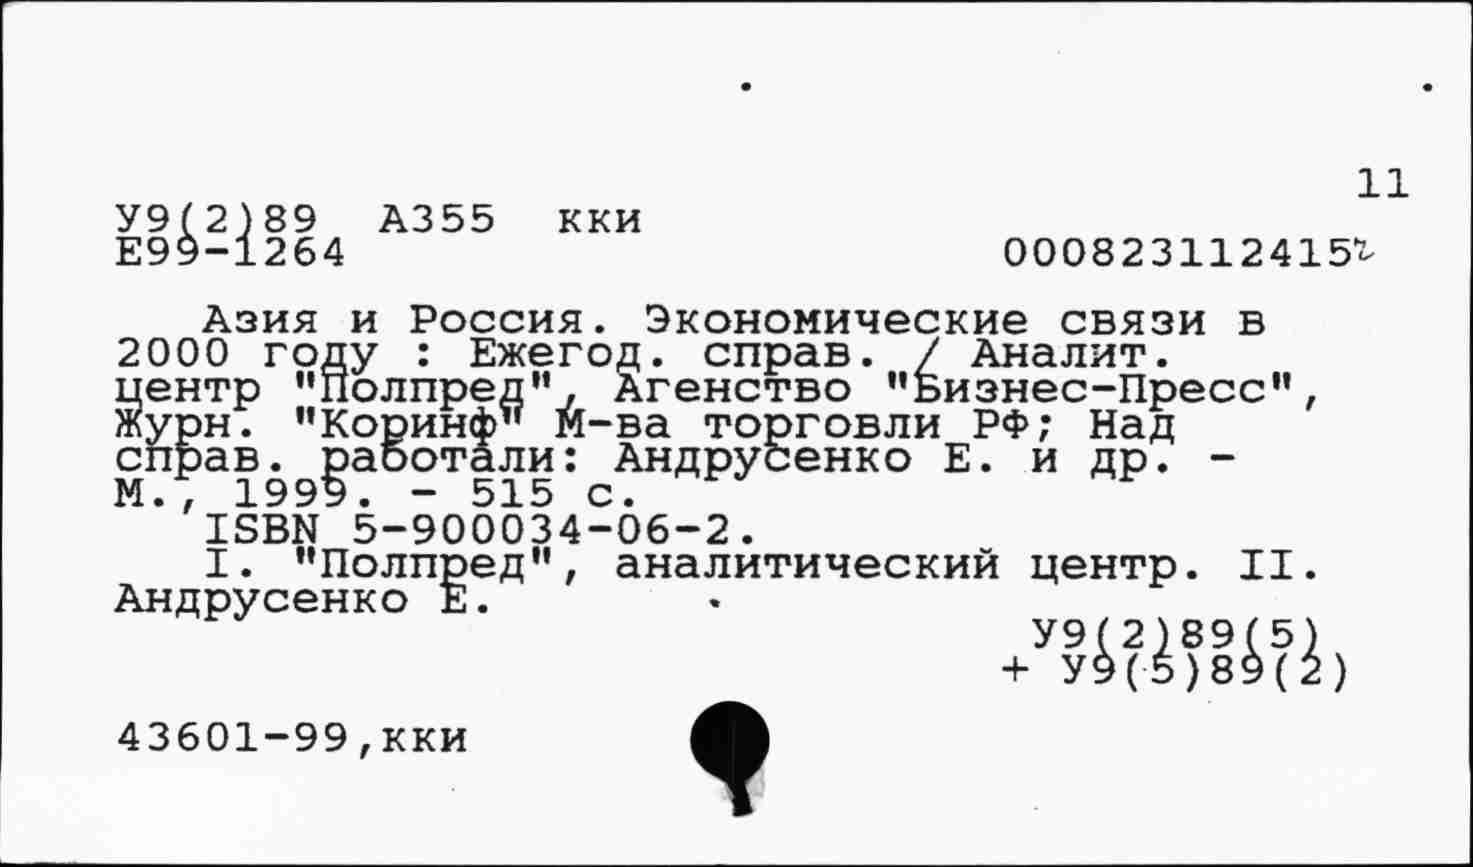 11
У9(2)89 А355 кки
Е99-1264 0008231124152
Азия и Россия. Экономические связи в
2000 году : Ежегод. справ. / Аналит.
центр "Полпред", Агенство "Бизнес-Пресс",
Журн. "Коринф" М-ва торговли РФ; Над
справ. работали: Андрусенко Е. и др. -
М., 1999. - 515 с.
ISBN 5-900034-06-2.
I. "Полпред", аналитический центр. II.
Андрусенко Е.
У9(2)89(5)
+ У9(5)89(2)
43601-99,кки